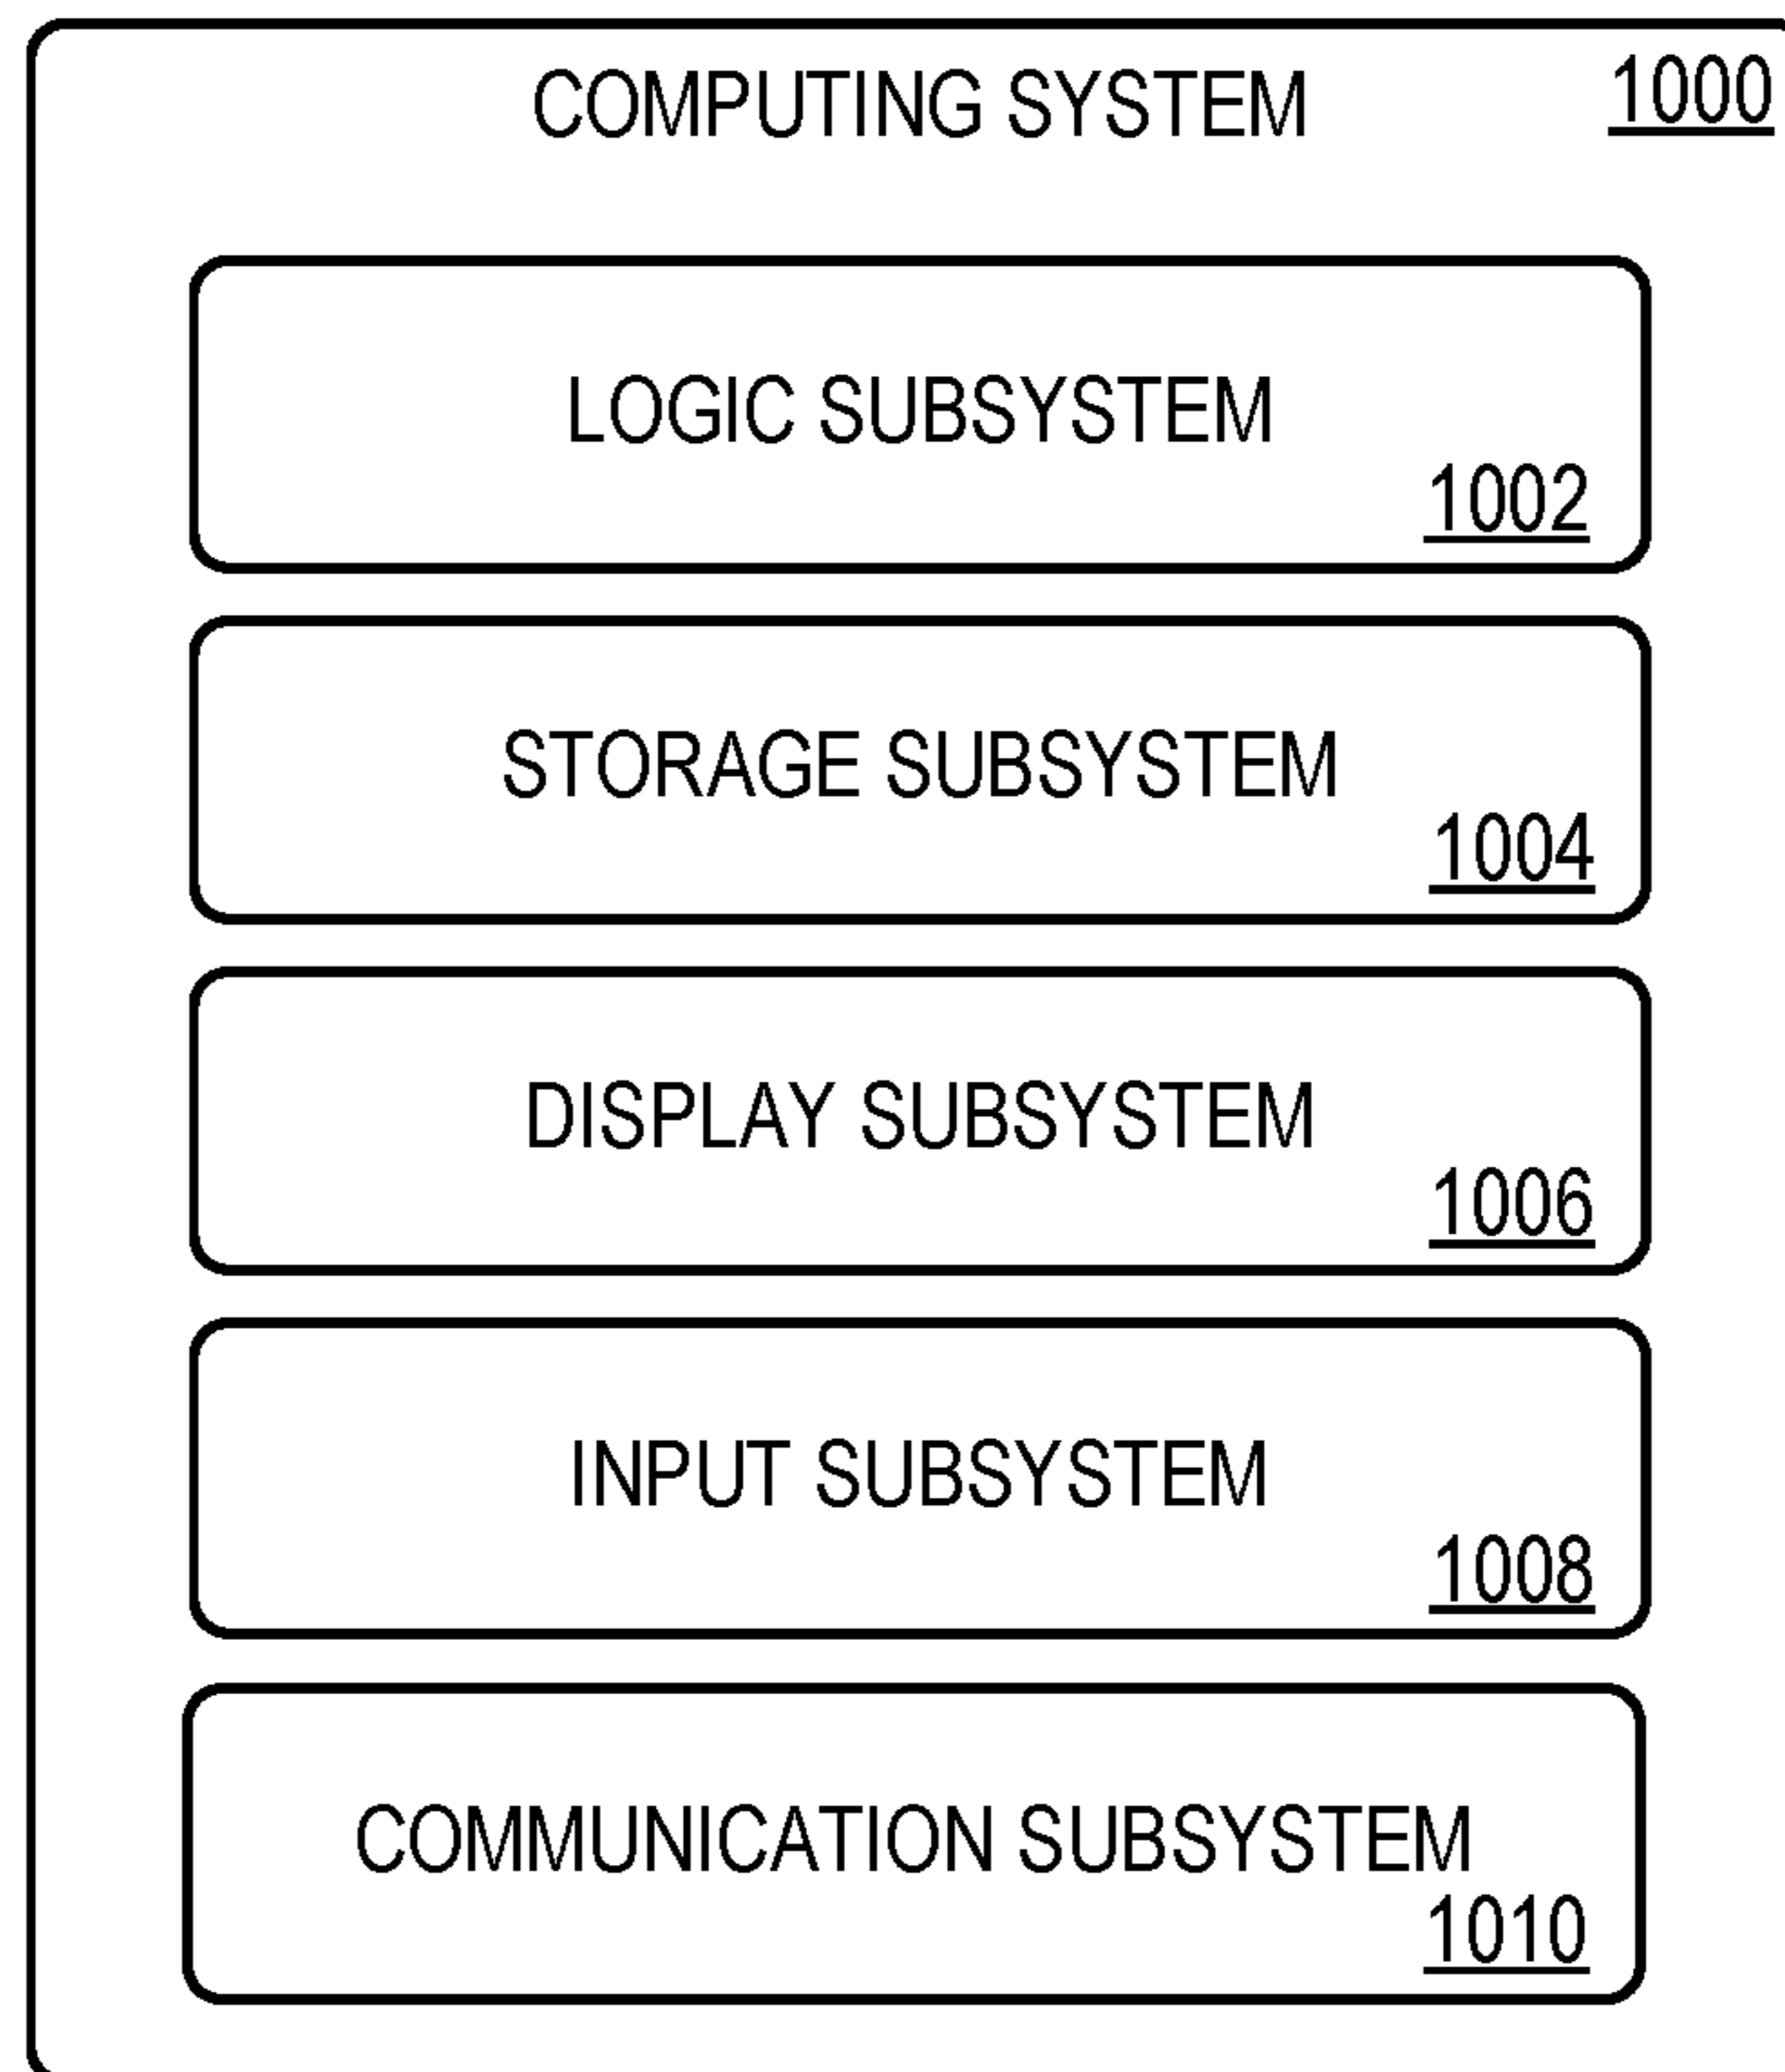 COMPUTING SYSTEM 1000
LOGIC SUBSYSTEM
1002
STORAGE SUBSYSTEM
1004
DISPLAY SUBSYSTEM
1006
INPUT SUBSYSTEM
1008
COMMUNICATION SUBSYSTEM
1010